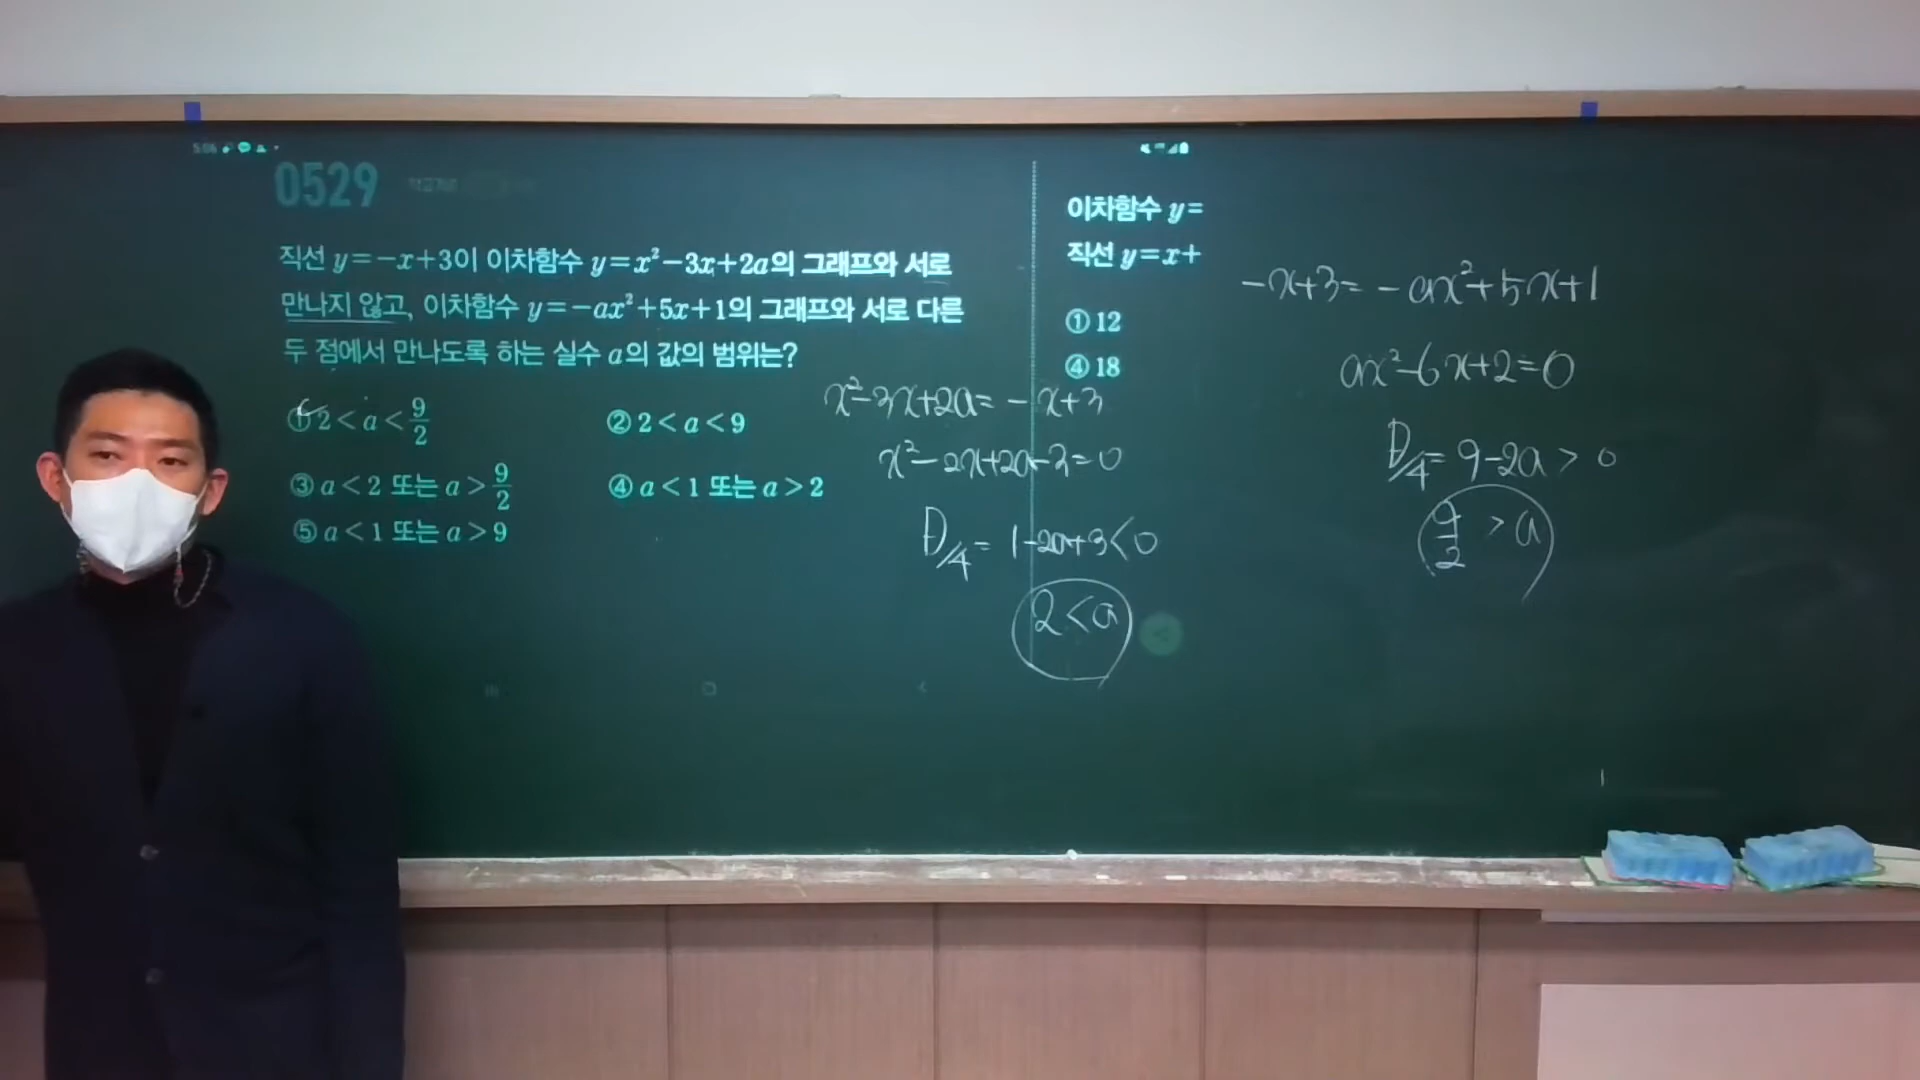 5:06
0529
직선 y=-x+3이 이차함수 y=x²-3x+2a의 그래프와 서로
만나지 않고, 이차함수 y=-ax²+5x+1의 그래프와 서로 다른
두 점에서 만나도록 하는 실수 a의 값의 범위는?
① 2<a<9/2
② 2<a<9
③ a<2 또는 a>9/2
④ a<1 또는 a>2
⑤ a<1 또는 a>9
x²-3x+2a=-x+3
x²-2x+2a-3=0
D/4=1-2a+3<0
2<a
이차함수 y=
직선 y=x+
① 12
④ 18
-x+3=-ax²+5x+1
ax²-6x+2=0
D/4=9-2a>0
9/2>a